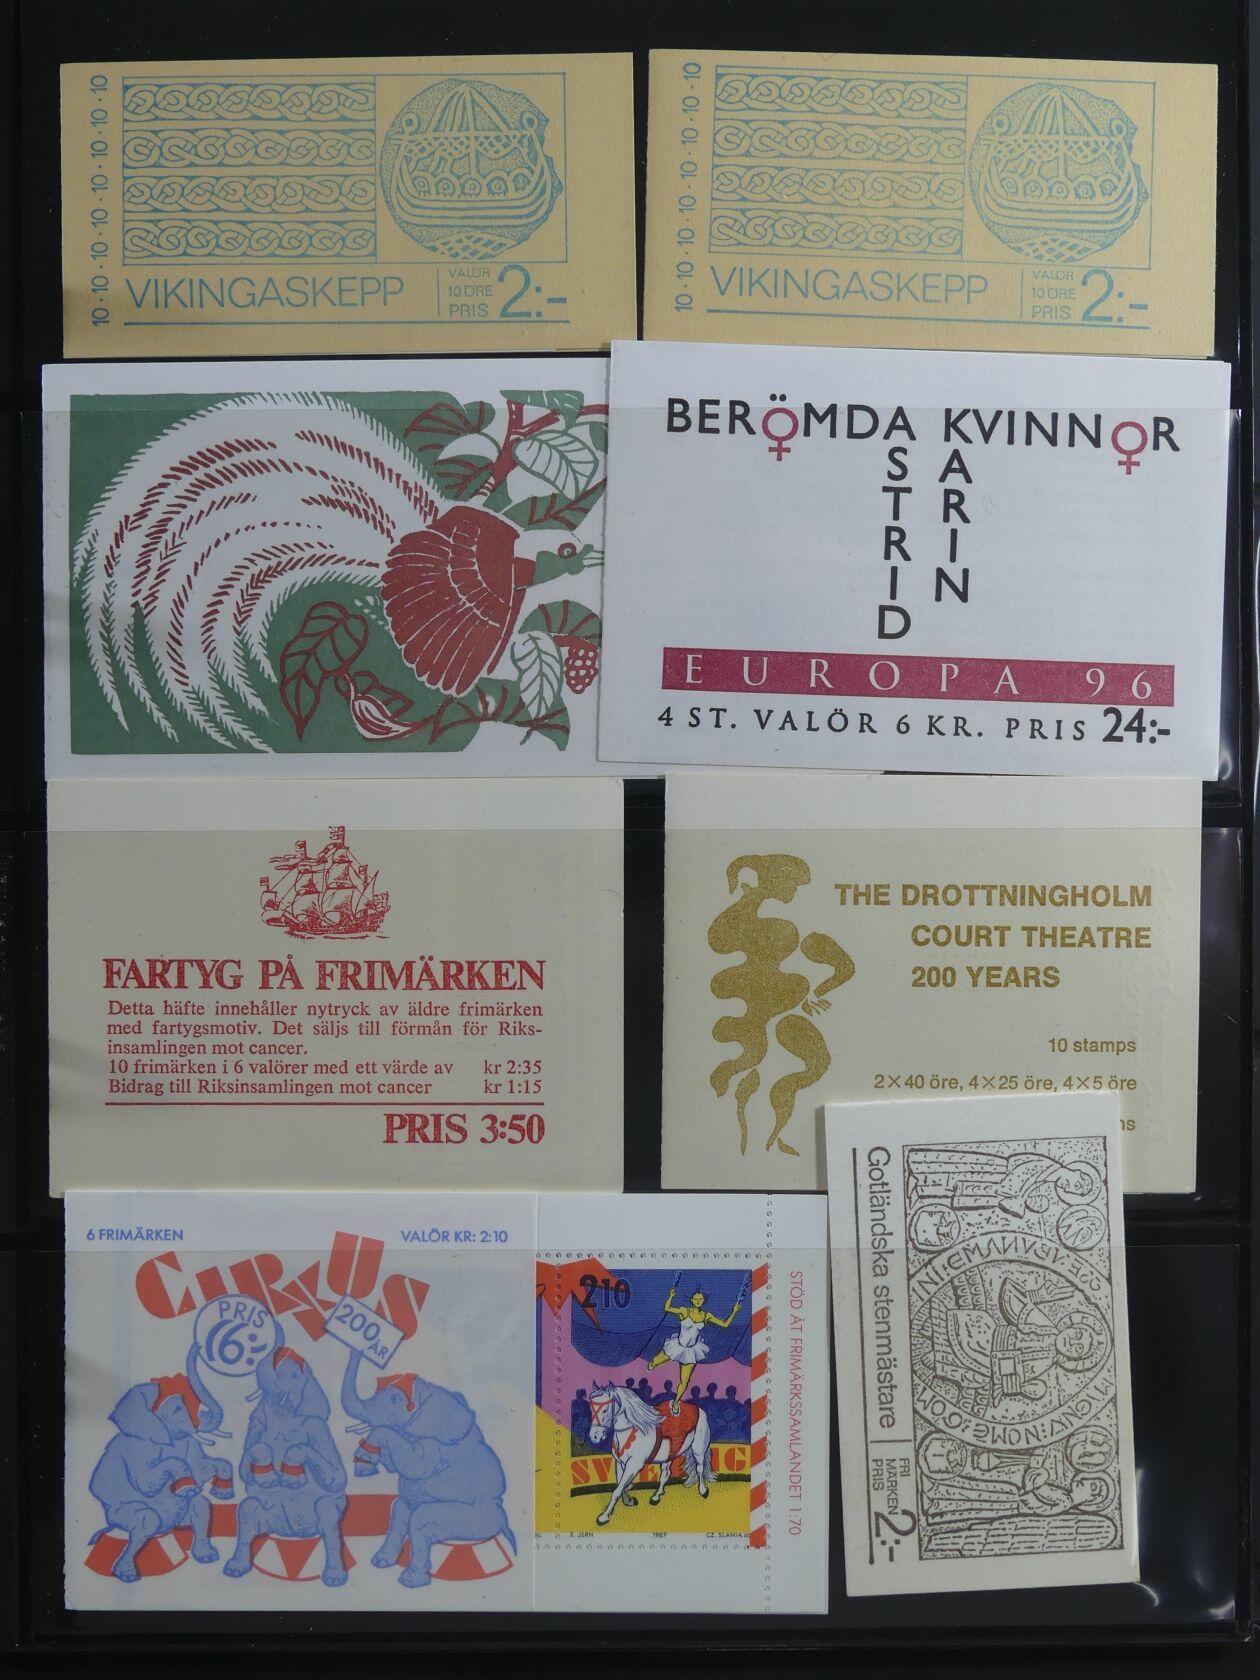 10·10·10·10·10·10
VIKINGASKEPP
VALÖR
10 ÖRE
PRIS
2:-
10·10·10·10·10·10
VIKINGASKEPP
VALÖR
10 ÖRE
PRIS
2:-
BERÖMDA KVINNOR
ASTRID
KARIN
EUROPA 96
4 ST. VALÖR 6 KR. PRIS 24:-
FARTYG PÅ FRIMÄRKEN
Detta häfte innehåller nytryck av äldre frimärken
med fartygsmotiv. Det säljs till förmån för Riks-
insamlingen mot cancer.
10 frimärken i 6 valörer med ett värde av kr 2:35
Bidrag till Riksinsamlingen mot cancer kr 1:15
PRIS 3:50
THE DROTTNINGHOLM
COURT THEATRE
200 YEARS
10 stamps
2×40 öre, 4×25 öre, 4×5 öre
ns
6 FRIMÄRKEN
VALÖR KR: 2:10
CIRKUS
PRIS
6:-
200
ÅR
210
SVERIG
E. JERN 1987 CZ. SLANIA sc
STÖD ÅT FRIMÄRKSSAMLANDET 1:70
Gotländska stenmästare
FRI
MÄRKEN
PRIS
2:-